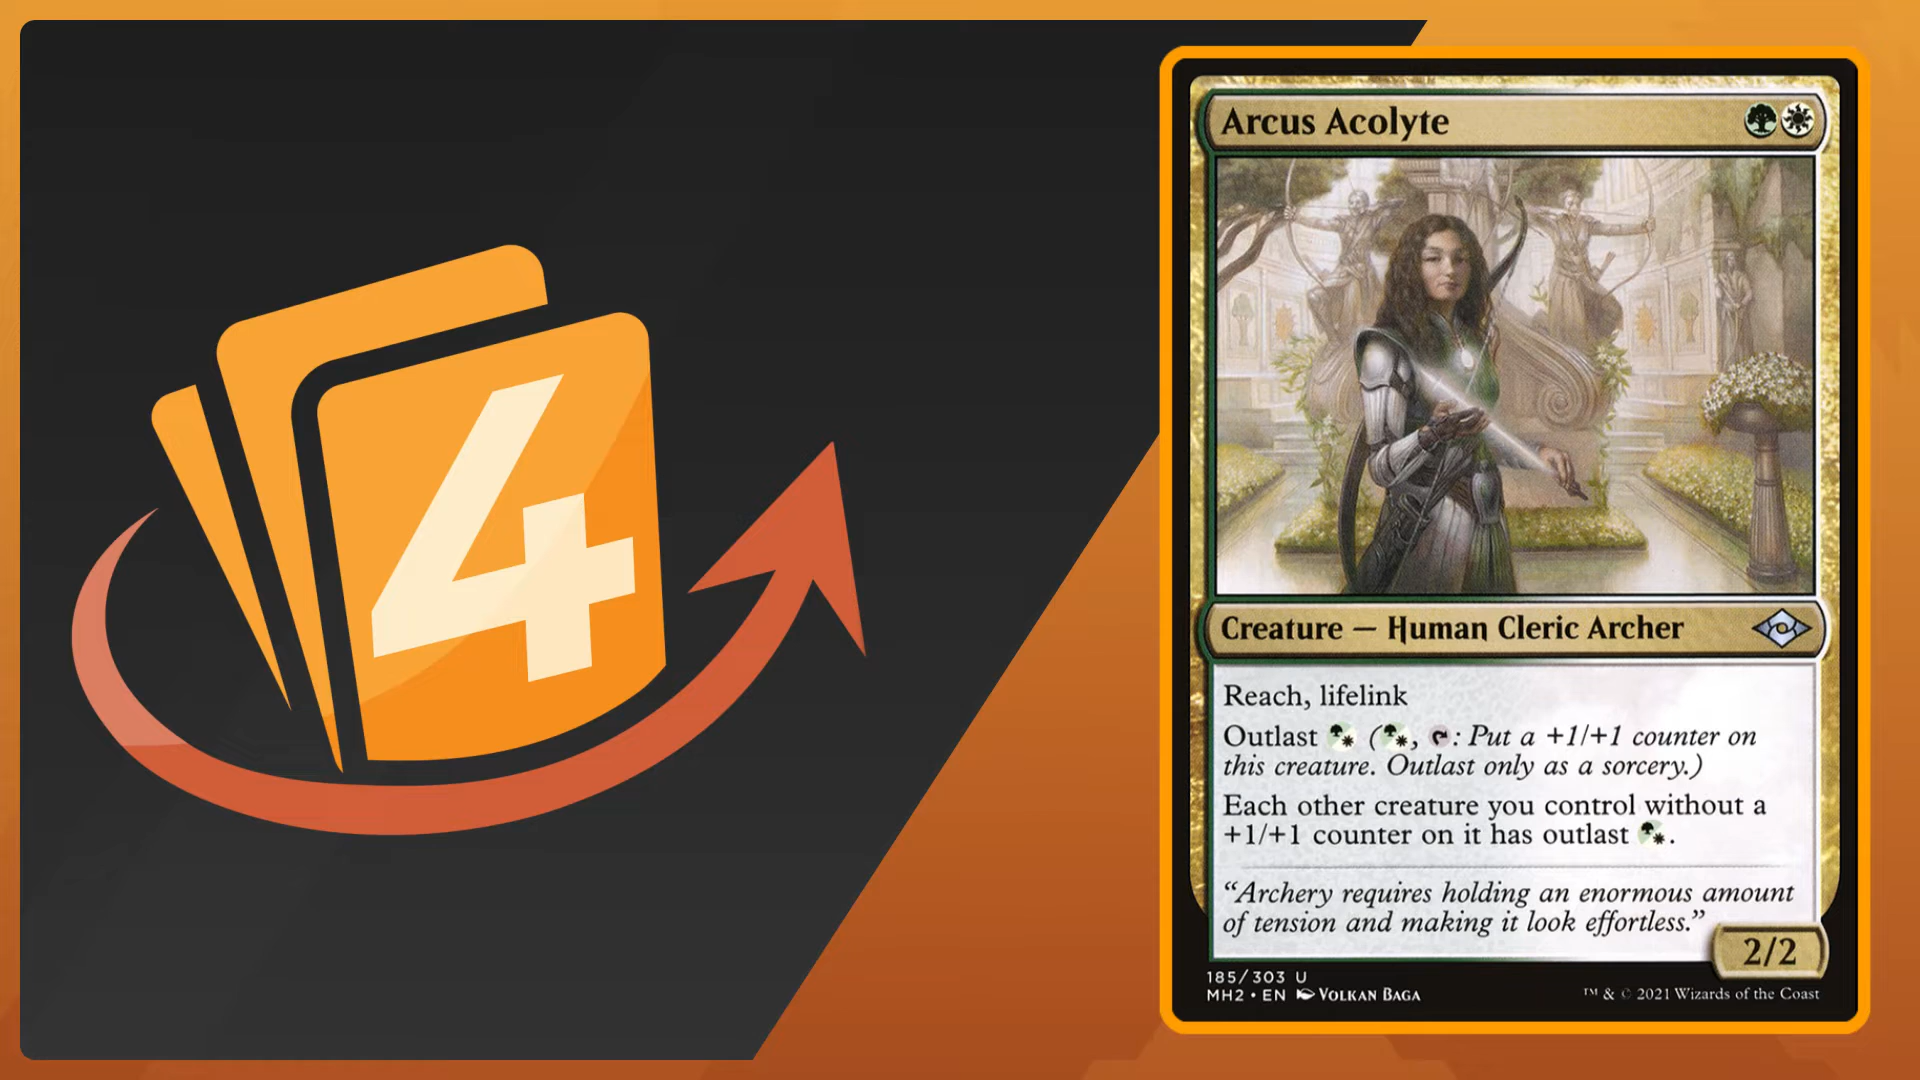 4
Arcus Acolyte
Creature — Human Cleric Archer
Reach, lifelink
Outlast (, : Put a +1/+1 counter on
this creature. Outlast only as a sorcery.)
Each other creature you control without a
+1/+1 counter on it has outlast .
“Archery requires holding an enormous amount
of tension and making it look effortless.”
2/2
185/303 U
MH2 • EN Volkan Baga
™ & © 2021 Wizards of the Coast